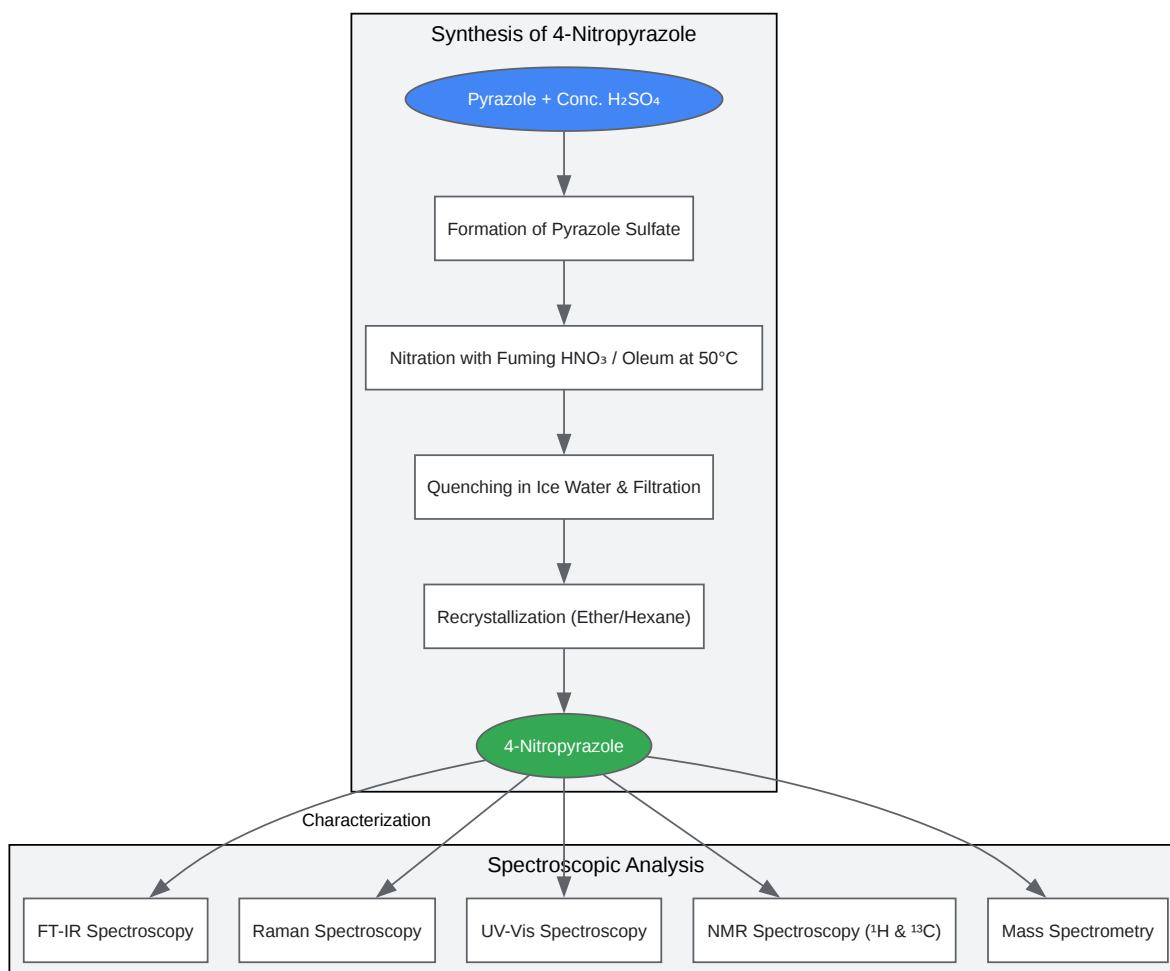 Synthesis of 4-Nitropyrazole
Pyrazole + Conc. H₂SO₄
Formation of Pyrazole Sulfate
Nitration with Fuming HNO₃ / Oleum at 50°C
Quenching in Ice Water & Filtration
Recrystallization (Ether/Hexane)
4-Nitropyrazole
Characterization
Spectroscopic Analysis
FT-IR Spectroscopy
Raman Spectroscopy
UV-Vis Spectroscopy
NMR Spectroscopy (¹H & ¹³C)
Mass Spectrometry